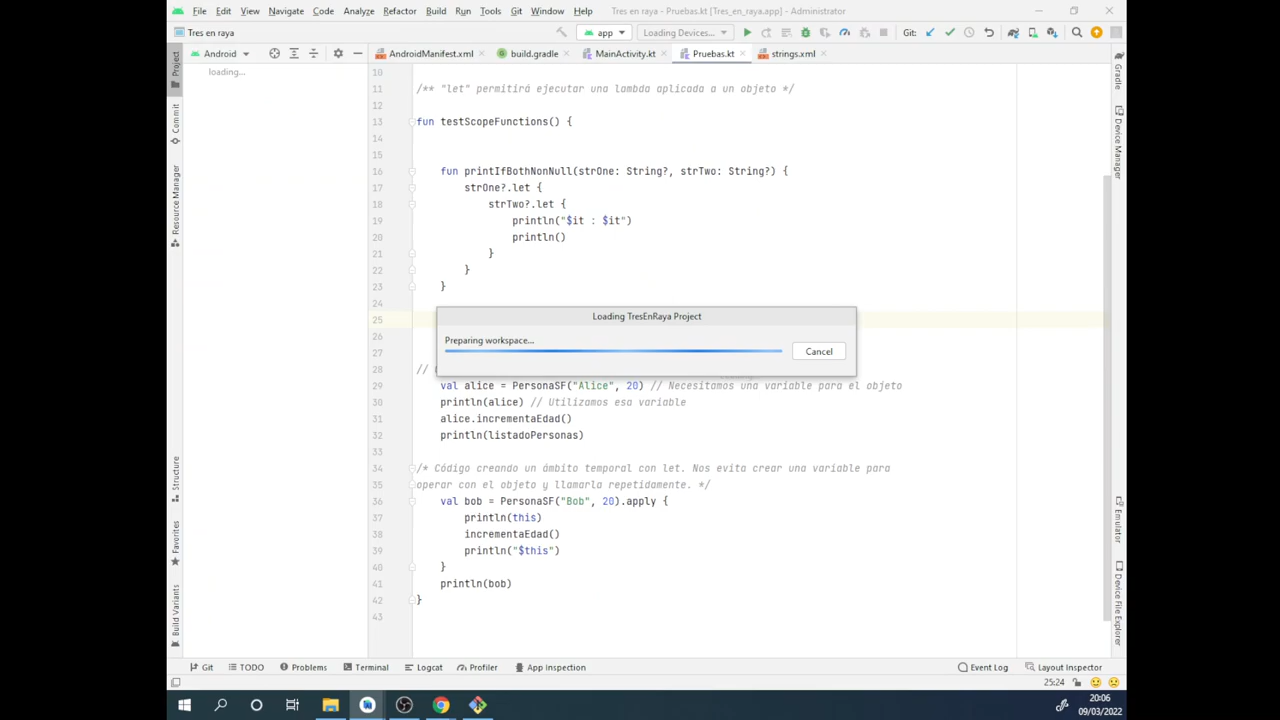 File Edit View Navigate Code Analyze Refactor Build Run Tools Git Window Help Tres en raya - Pruebas.kt [Tres_en_raya.app] - Administrator
Tres en raya app Loading Devices... Git:
Android AndroidManifest.xml build.gradle MainActivity.kt Pruebas.kt strings.xml
loading...
Project
Commit
Resource Manager
Structure
Favorites
Build Variants
10
11 /** "let" permitirá ejecutar una lambda aplicada a un objeto */
12
13 fun testScopeFunctions() {
14
15
16 fun printIfBothNonNull(strOne: String?, strTwo: String?) {
17 strOne?.let {
18 strTwo?.let {
19 println("$it : $it")
20 println()
21 }
22 }
23 }
24
25
26
27
28 //
29 val alice = PersonaSF("Alice", 20) // Necesitamos una variable para el objeto
30 println(alice) // Utilizamos esa variable
31 alice.incrementaEdad()
32 println(listadoPersonas)
33
34 /* Código creando un ámbito temporal con let. Nos evita crear una variable para
35 operar con el objeto y llamarla repetidamente. */
36 val bob = PersonaSF("Bob", 20).apply {
37 println(this)
38 incrementaEdad()
39 println("$this")
40 }
41 println(bob)
42 }
43
Loading TresEnRaya Project
Preparing workspace...
Cancel
Gradle
Device Manager
Emulator
Device File Explorer
Git TODO Problems Terminal Logcat Profiler App Inspection Event Log Layout Inspector
25:24
20:06
09/03/2022